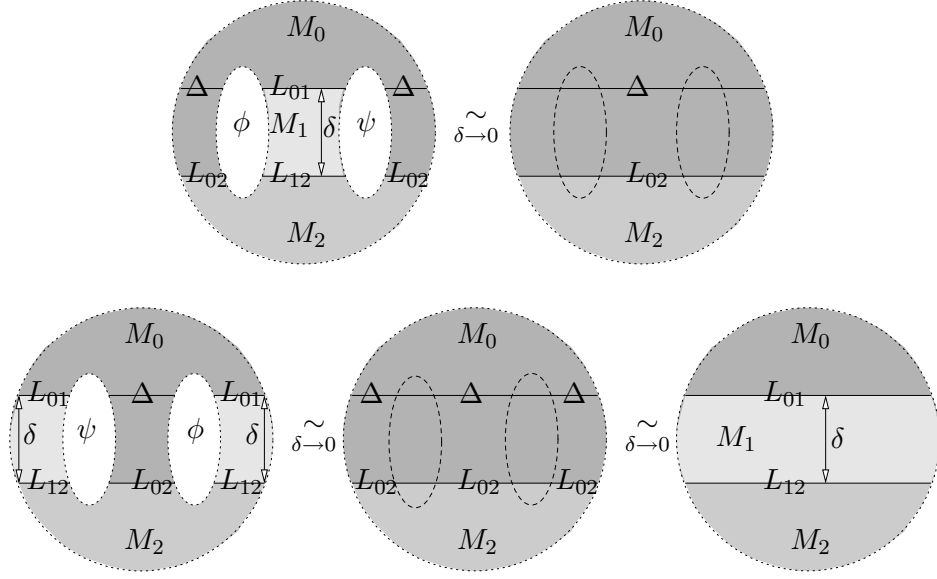 M₀ M₀
Δ L₀₁ Δ Δ
φ M₁ δ ψ ∼ δ→0
L₀₂ L₁₂ L₀₂ L₀₂
M₂ M₂
M₀ M₀ M₀
L₀₁ Δ L₀₁ Δ Δ Δ L₀₁
δ ψ φ δ ∼ δ→0 ∼ δ→0 M₁ δ
L₁₂ L₀₂ L₁₂ L₀₂ L₀₂ L₀₂ L₁₂
M₂ M₂ M₂